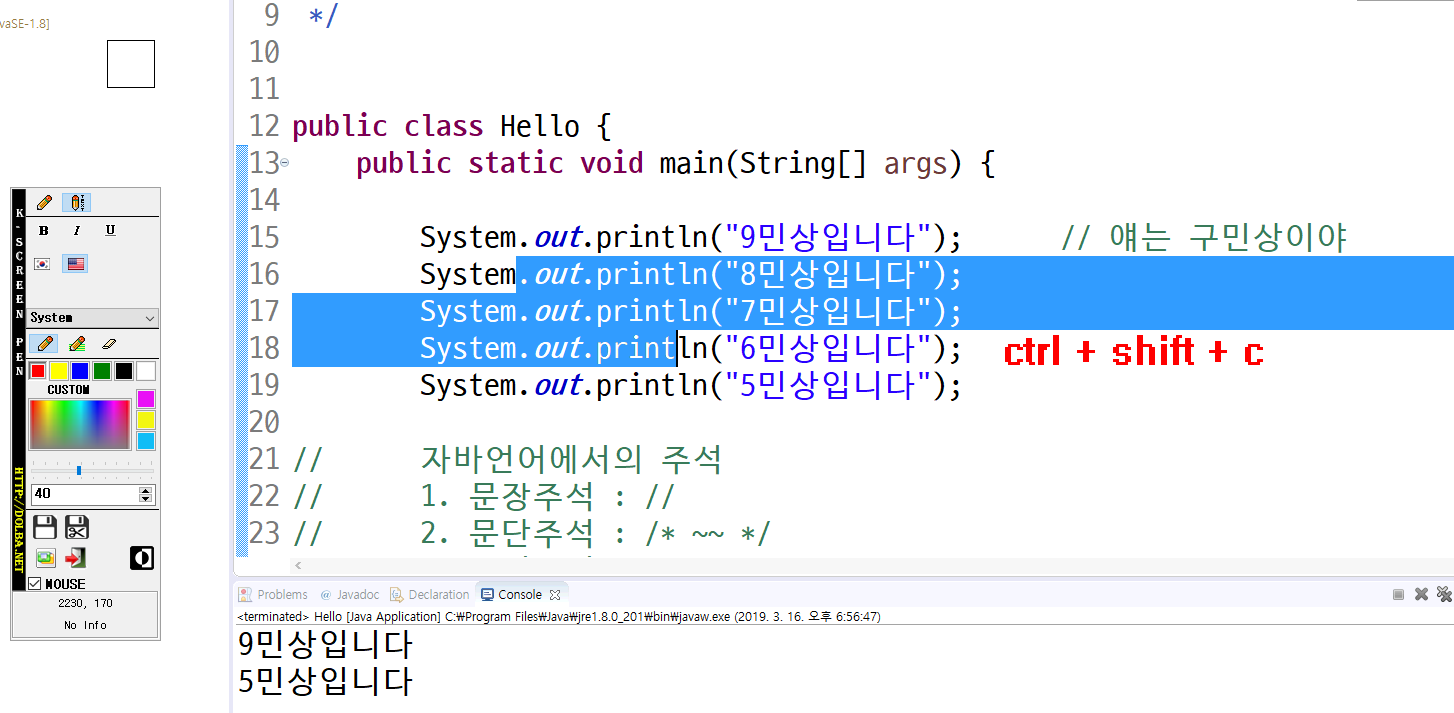 vaSE-1.8]
9 */
10
11
12 public class Hello {
13 public static void main(String[] args) {
14
15 System.out.println("9민상입니다"); // 얘는 구민상이야
16 System.out.println("8민상입니다");
17 System.out.println("7민상입니다");
18 System.out.println("6민상입니다"); ctrl + shift + c
19 System.out.println("5민상입니다");
20
21 // 자바언어에서의 주석
22 // 1. 문장주석 : //
23 // 2. 문단주석 : /* ~~ */
K-SCREEN PEN
HTTP://DOLBA.NET
B I U
System
CUSTOM
40
MOUSE
2230, 170
No Info
Problems @ Javadoc Declaration Console
<terminated> Hello [Java Application] C:₩Program Files₩Java₩jre1.8.0_201₩bin₩javaw.exe (2019. 3. 16. 오후 6:56:47)
9민상입니다
5민상입니다